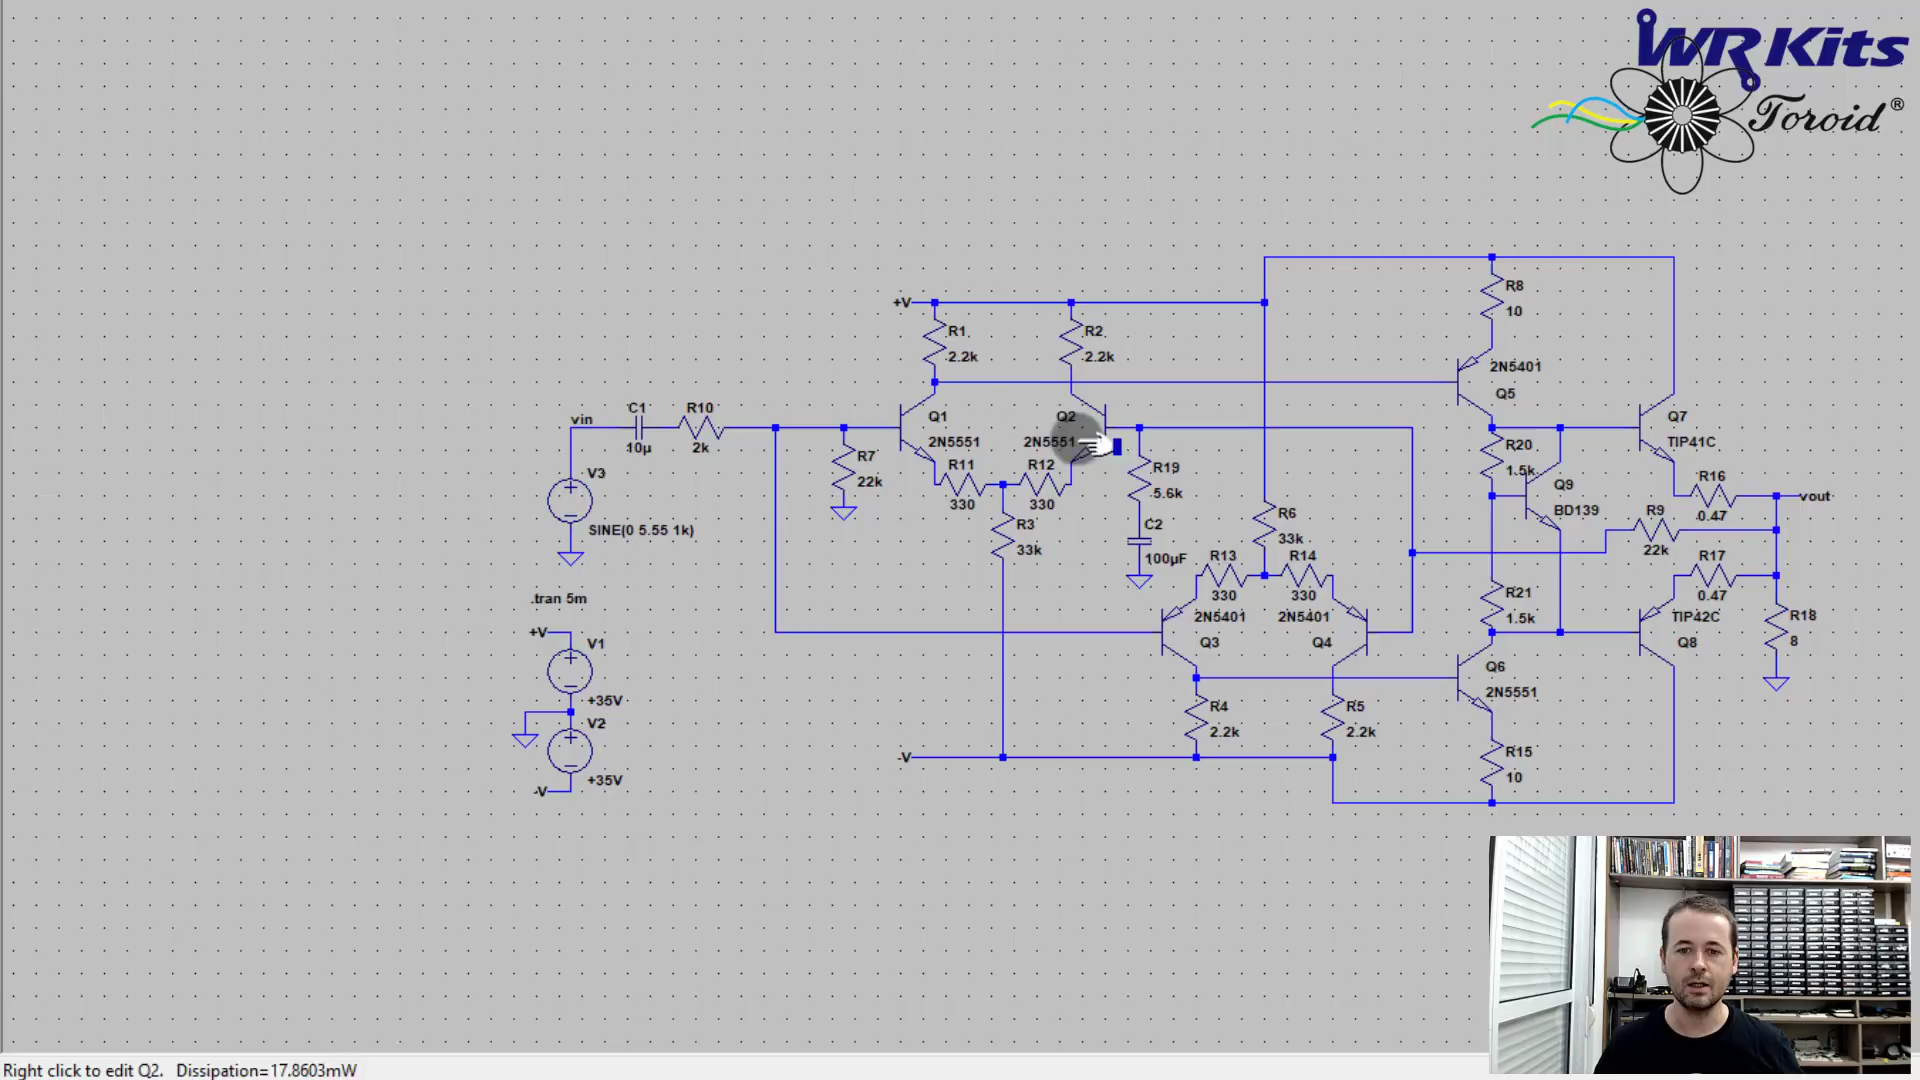 WR Kits
Toroid ®
R8
10
+V
R1
2.2k
R2
2.2k
2N5401
Q5
vin
C1
10µ
R10
2k
Q1
2N5551
Q2
2N5551
Q7
TIP41C
R7
22k
R11
330
R12
330
R19
5.6k
R20
1.5k
Q9
BD139
R16
0.47
vout
V3
SINE(0 5.55 1k)
R3
33k
C2
100µF
R6
33k
R9
22k
R13
330
R14
330
R17
0.47
.tran 5m
2N5401
Q3
2N5401
Q4
R21
1.5k
TIP42C
Q8
R18
8
+V
V1
+35V
V2
+35V
-V
Q6
2N5551
R4
2.2k
R5
2.2k
-V
R15
10
Right click to edit Q2. Dissipation=17.8603mW